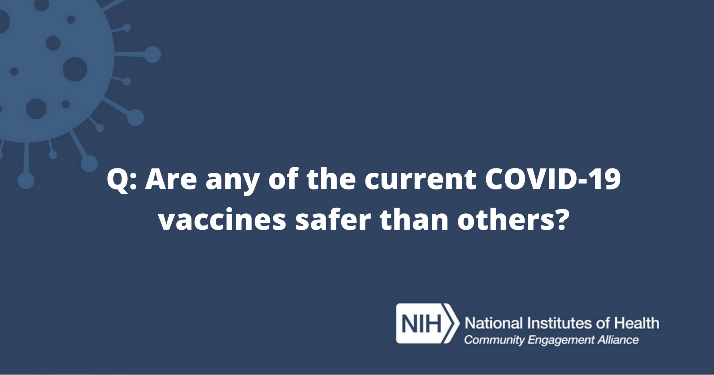 Q: Are any of the current COVID-19
vaccines safer than others?
NIH National Institutes of Health
Community Engagement Alliance